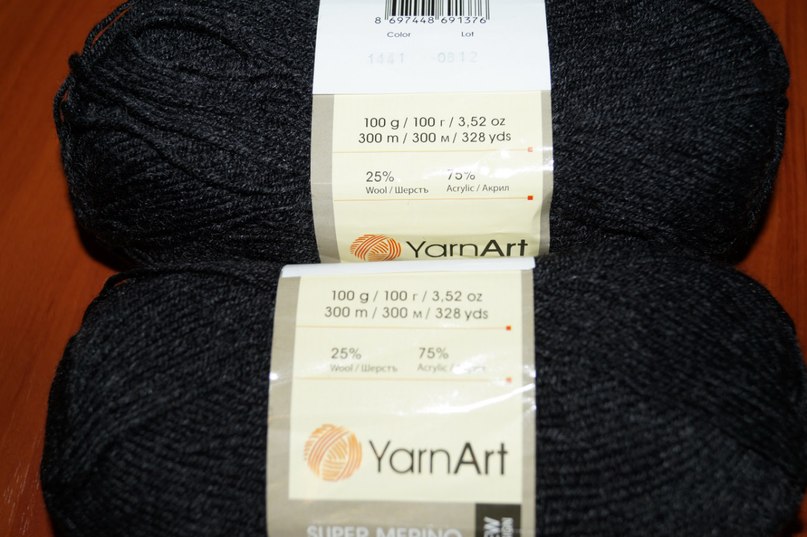 8 697448 691376
Color Lot
1441 0812
100 g / 100 г / 3,52 oz
300 m / 300 м / 328 yds
25% 75%
Wool / Шерсть Acrylic / Акрил
YarnArt
100 g / 100 г / 3,52 oz
300 m / 300 м / 328 yds
25% 75%
Wool / Шерсть Acrylic /
YarnArt
SUPER MERINO